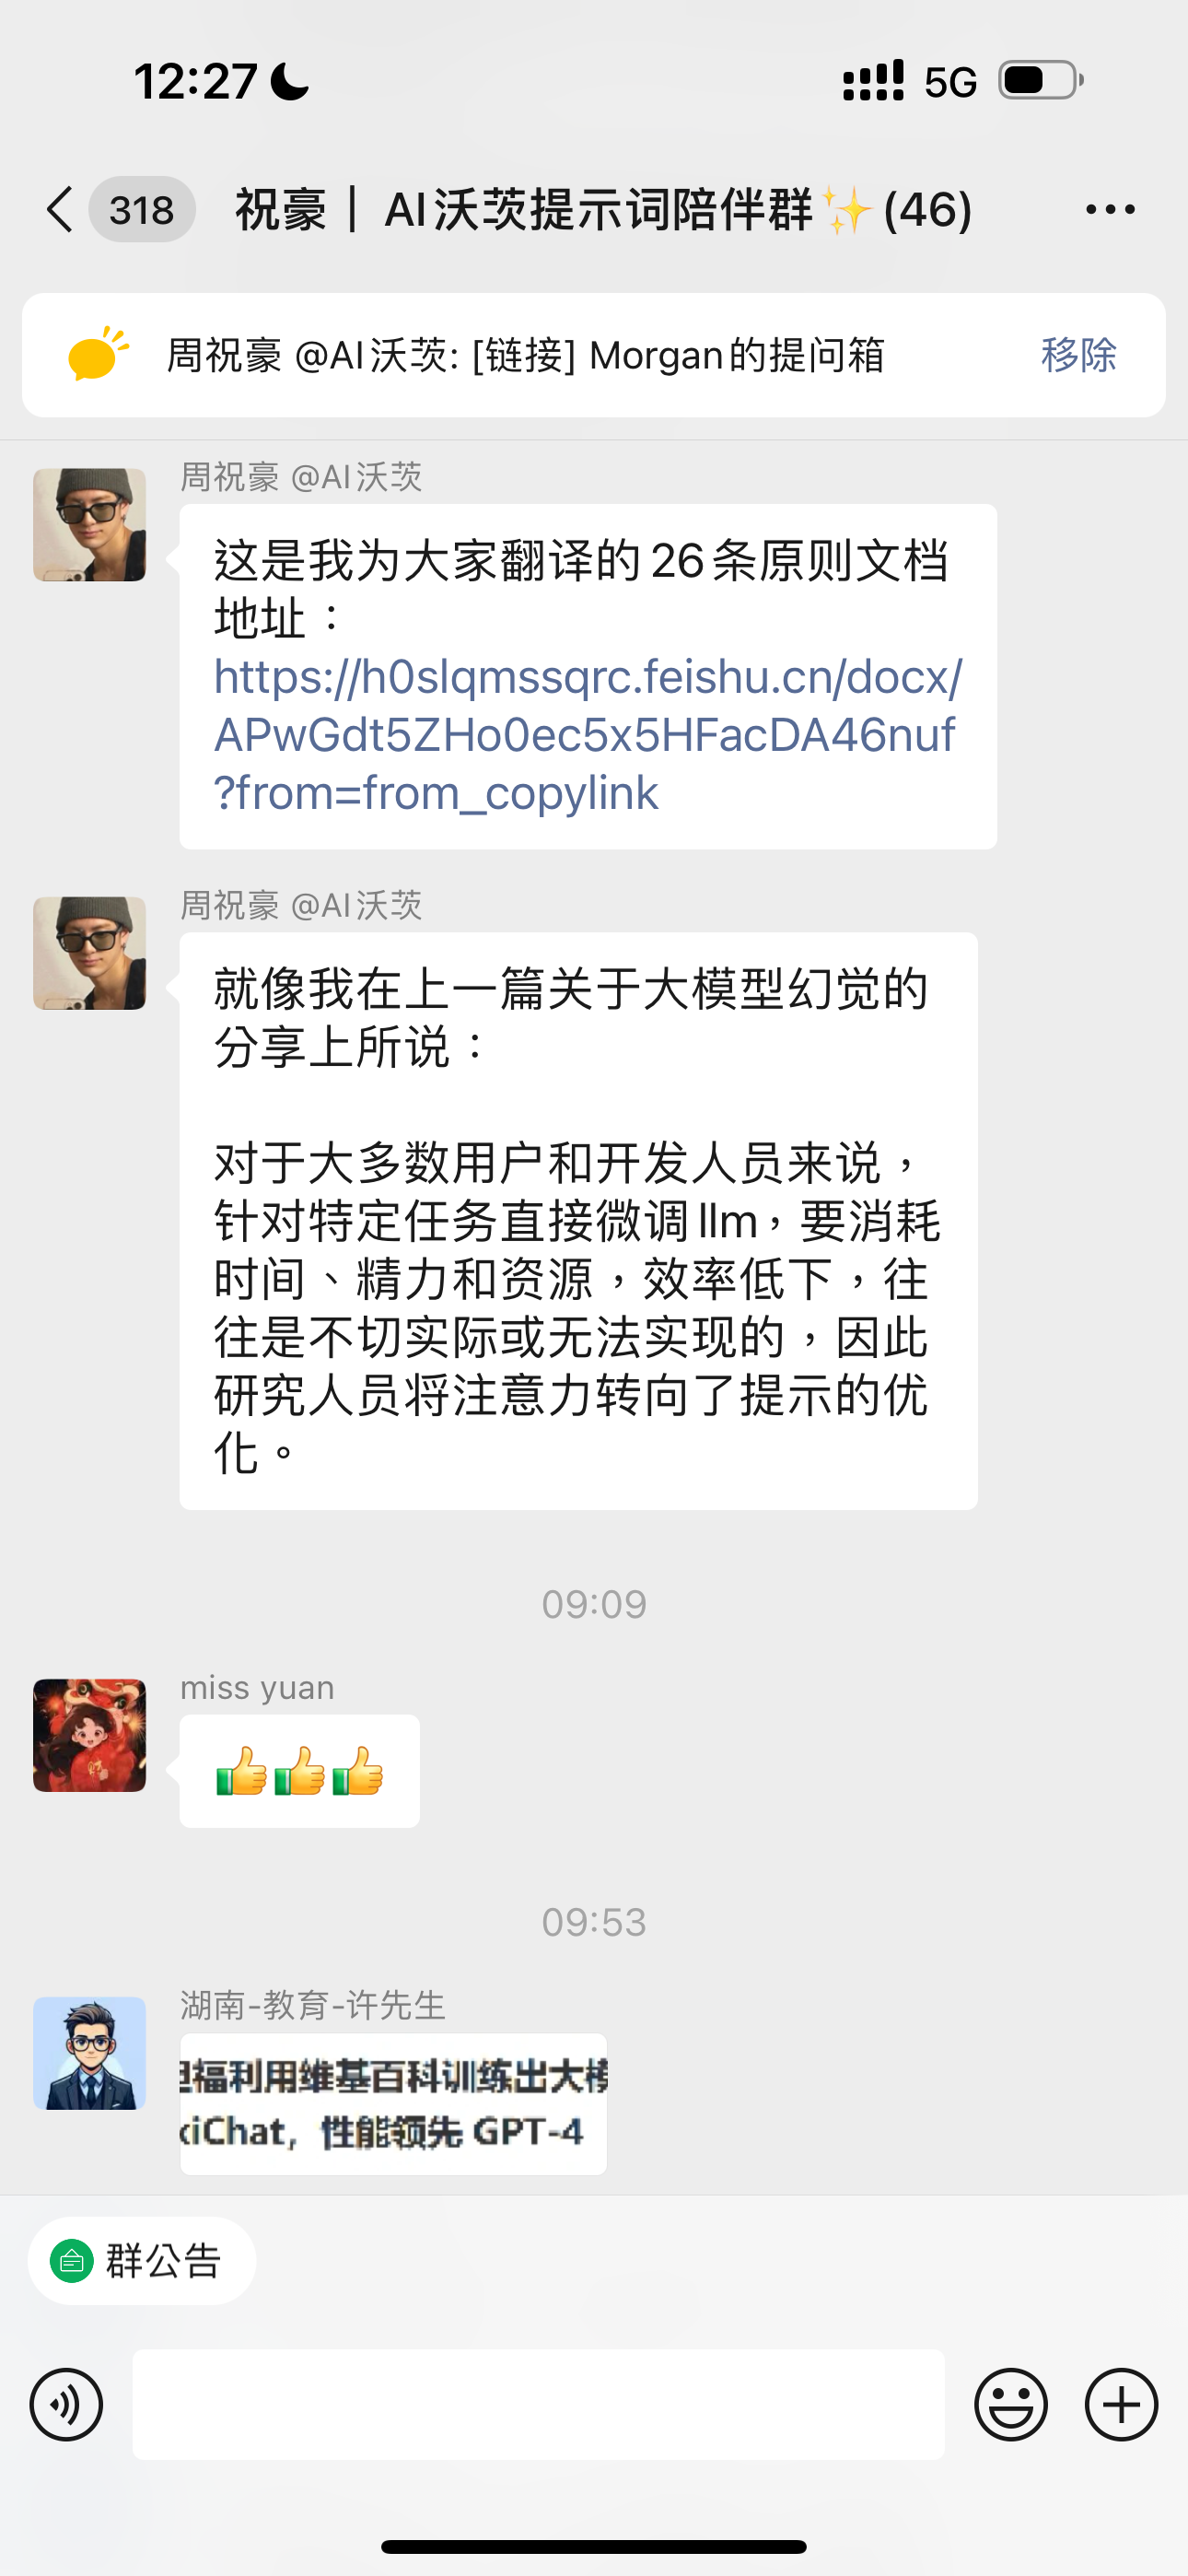 12:27
5G
318
祝豪｜ AI沃茨提示词陪伴群✨(46)
周祝豪 @AI沃茨: [链接] Morgan的提问箱
移除
周祝豪 @AI沃茨
这是我为大家翻译的26条原则文档
地址：
https://h0slqmssqrc.feishu.cn/docx/
APwGdt5ZHo0ec5x5HFacDA46nuf
?from=from_copylink
周祝豪 @AI沃茨
就像我在上一篇关于大模型幻觉的
分享上所说：
对于大多数用户和开发人员来说，
针对特定任务直接微调llm，要消耗
时间、精力和资源，效率低下，往
往是不切实际或无法实现的，因此
研究人员将注意力转向了提示的优
化。
09:09
miss yuan
👍👍👍
09:53
湖南-教育-许先生
福利用维基百科训练出大
iChat，性能领先 GPT-4
群公告